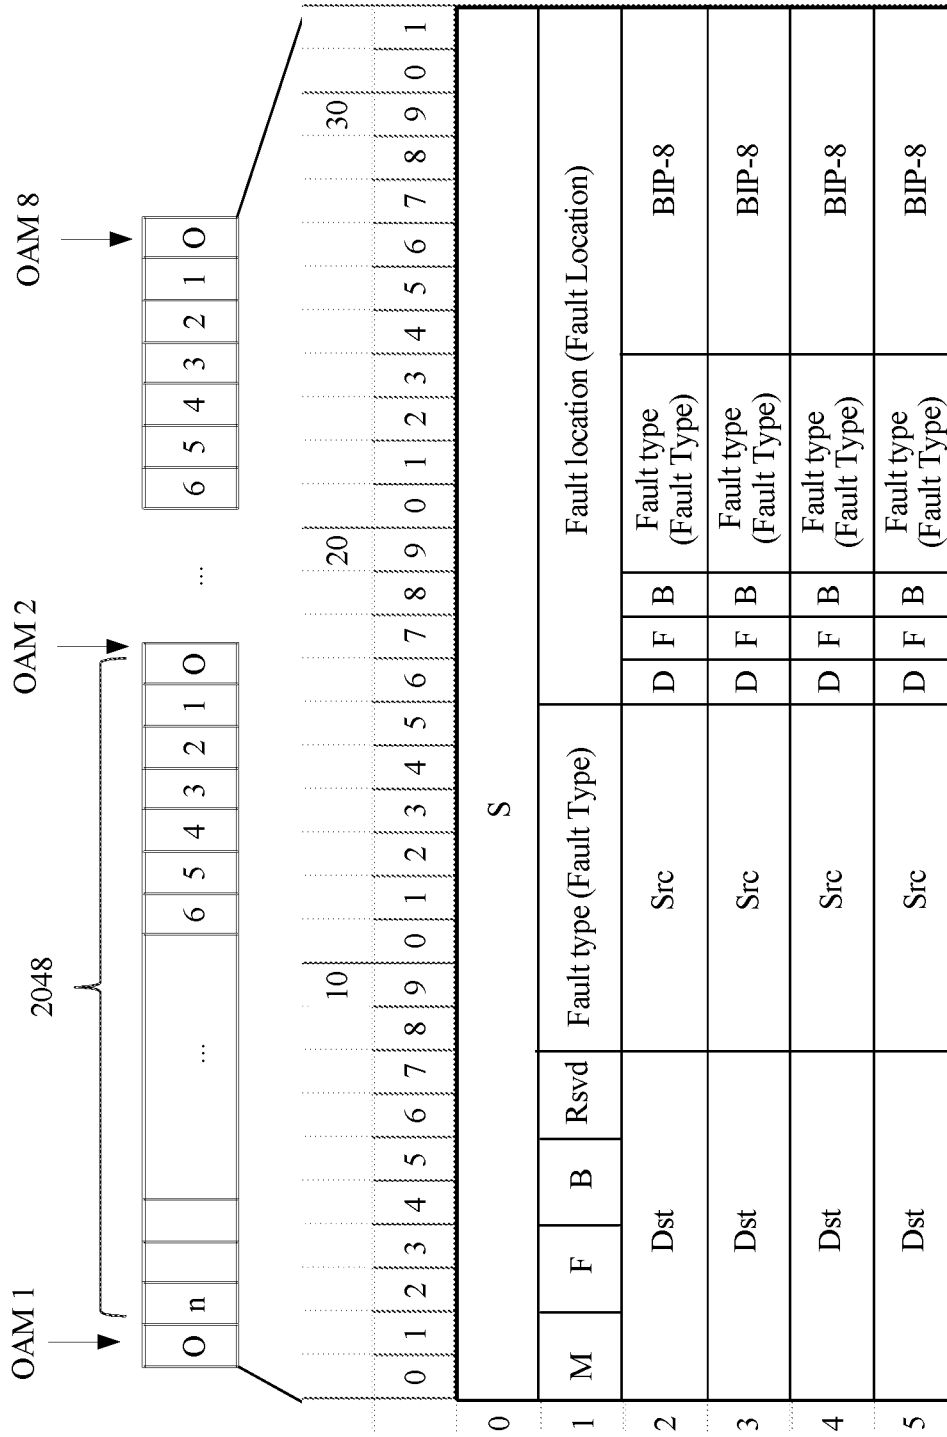 OAM 1 OAM 2 OAM 8
2048
O n ... 6 5 4 3 2 1 O ... 6 5 4 3 2 1 O
10 20 30
0 1 2 3 4 5 6 7 8 9 0 1 2 3 4 5 6 7 8 9 0 1 2 3 4 5 6 7 8 9 0 1
0 S
1 M F B Rsvd Fault type (Fault Type) Fault location (Fault Location)
2 Dst Src D F B Fault type
(Fault Type) BIP-8
3 Dst Src D F B Fault type
(Fault Type) BIP-8
4 Dst Src D F B Fault type
(Fault Type) BIP-8
5 Dst Src D F B Fault type
(Fault Type) BIP-8